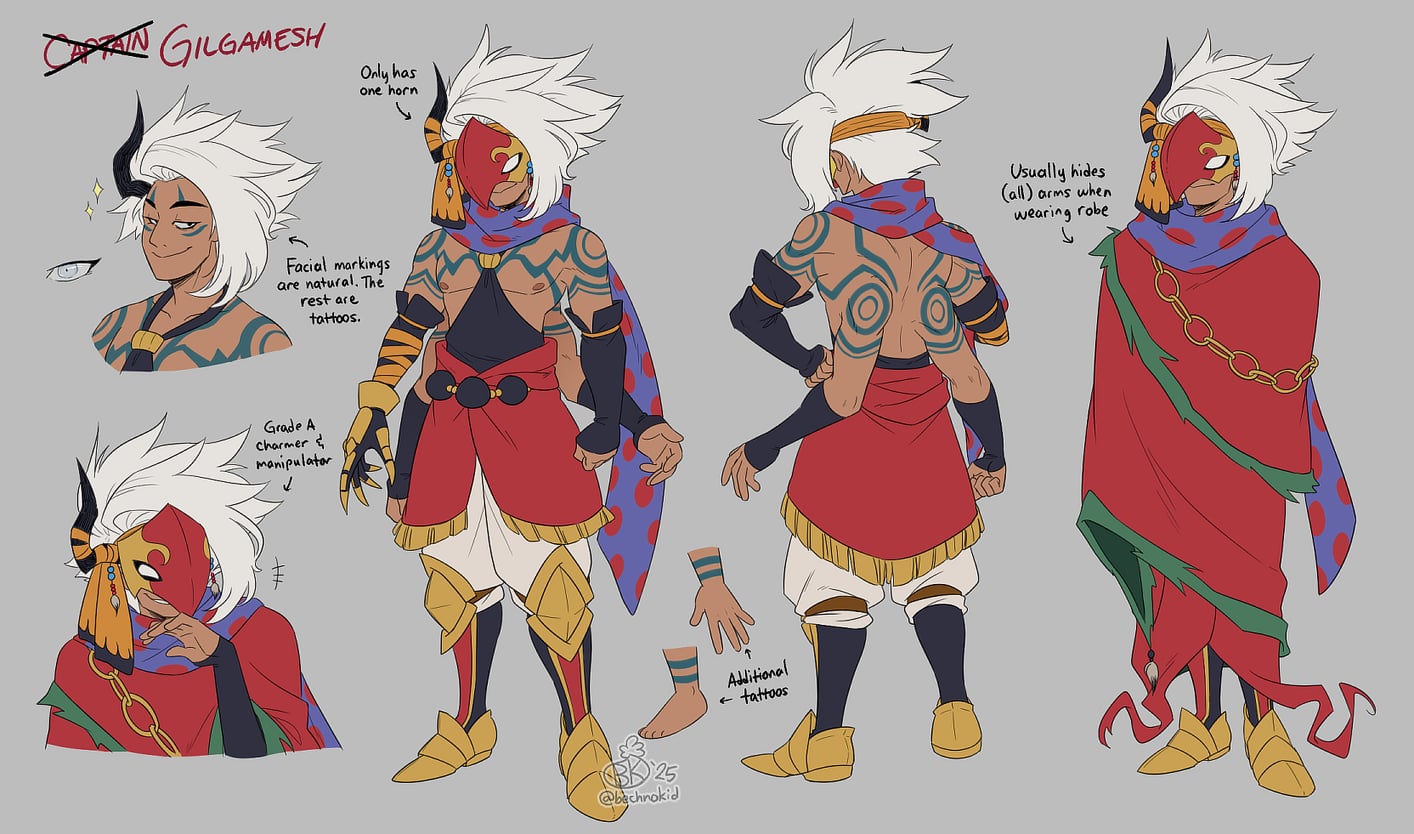 CAPTAIN GILGAMESH
Only has
one horn
Facial markings
are natural. The
rest are
tattoos.
Grade A
charmer &
manipulator
Usually hides
(all) arms when
wearing robe
Additional
tattoos
BK '25
@bechnokid